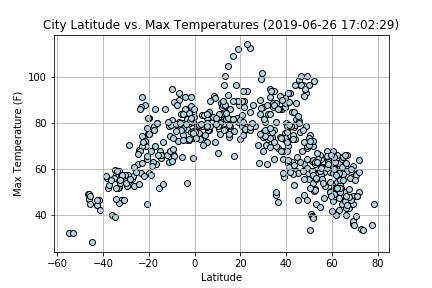 City Latitude vs. Max Temperatures (2019-06-26 17:02:29)
Max Temperature (F)
100
80
60
40
−60 −40 −20 0 20 40 60 80
Latitude